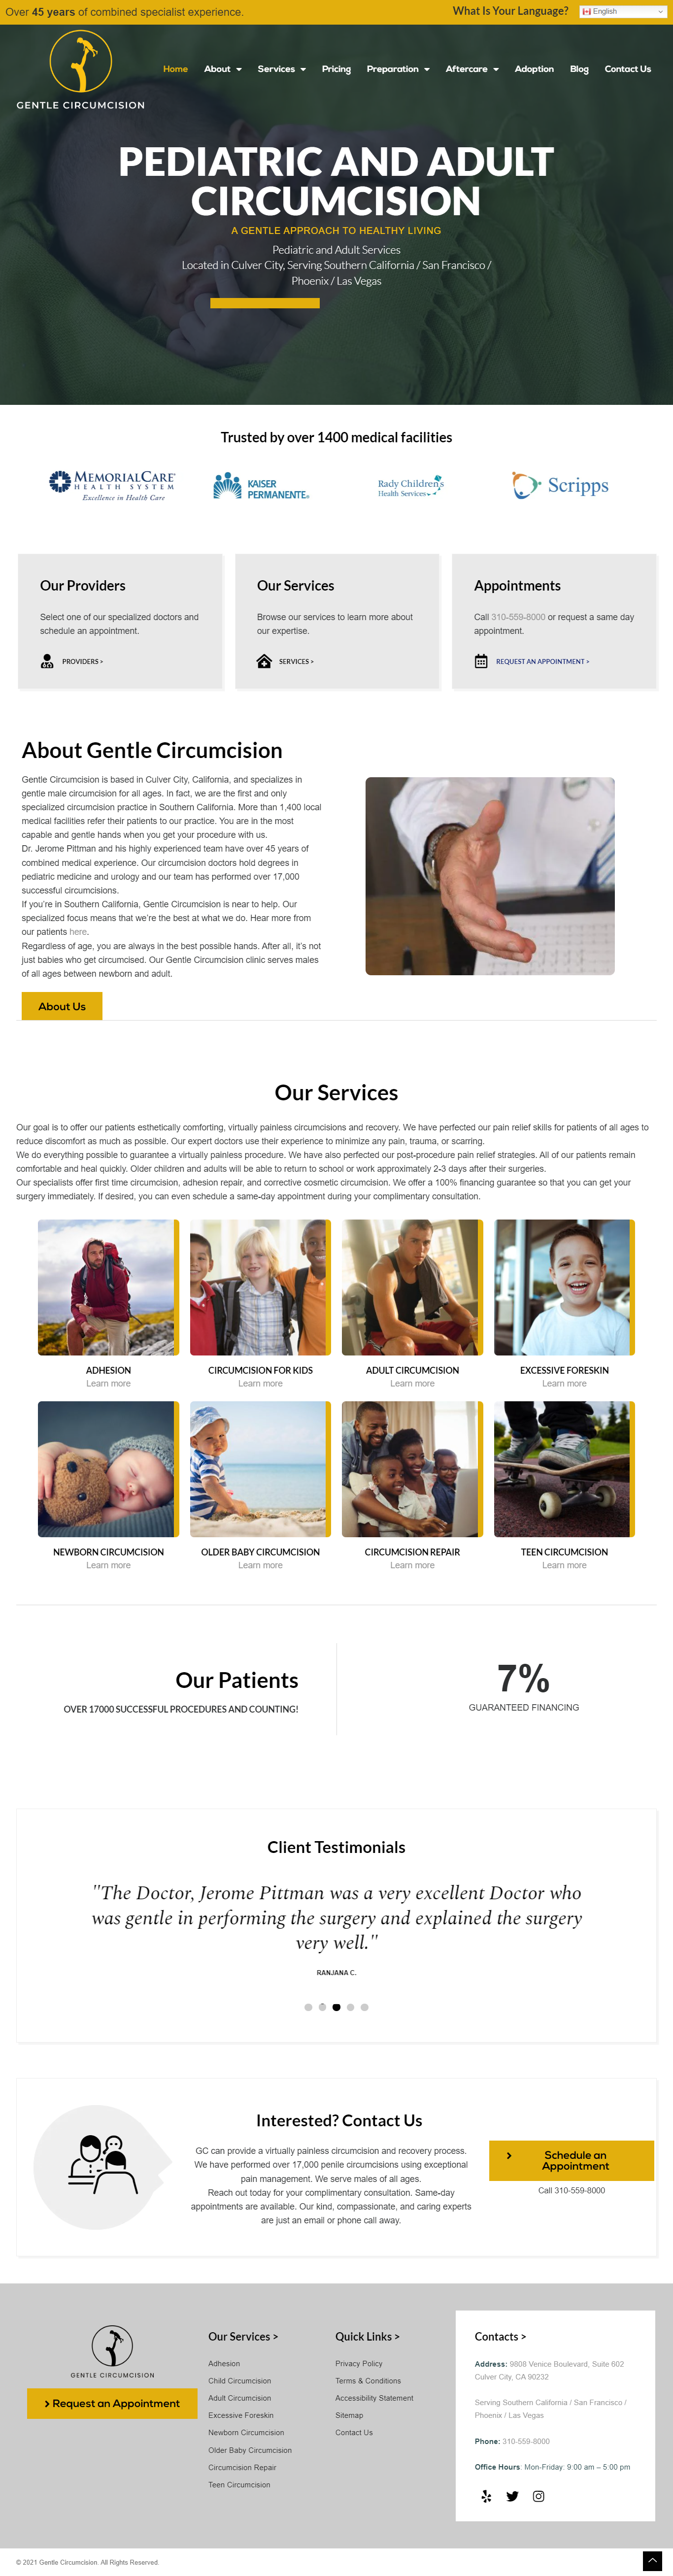 Over 45 years of combined specialist experience.
What Is Your Language?
English
GENTLE CIRCUMCISION
Home
About
Services
Pricing
Preparation
Aftercare
Adoption
Blog
Contact Us
PEDIATRIC AND ADULT
CIRCUMCISION
A GENTLE APPROACH TO HEALTHY LIVING
Pediatric and Adult Services
Located in Culver City, Serving Southern California / San Francisco /
Phoenix / Las Vegas
Trusted by over 1400 medical facilities
MEMORIALCARE
HEALTH SYSTEM
Excellence in Health Care
KAISER
PERMANENTE®
Rady Children's
Health Services
Scripps
Our Providers
Select one of our specialized doctors and
schedule an appointment.
PROVIDERS >
Our Services
Browse our services to learn more about
our expertise.
SERVICES >
Appointments
Call 310-559-8000 or request a same day
appointment.
REQUEST AN APPOINTMENT >
About Gentle Circumcision
Gentle Circumcision is based in Culver City, California, and specializes in
gentle male circumcision for all ages. In fact, we are the first and only
specialized circumcision practice in Southern California. More than 1,400 local
medical facilities refer their patients to our practice. You are in the most
capable and gentle hands when you get your procedure with us.
Dr. Jerome Pittman and his highly experienced team have over 45 years of
combined medical experience. Our circumcision doctors hold degrees in
pediatric medicine and urology and our team has performed over 17,000
successful circumcisions.
If you're in Southern California, Gentle Circumcision is near to help. Our
specialized focus means that we're the best at what we do. Hear more from
our patients here.
Regardless of age, you are always in the best possible hands. After all, it's not
just babies who get circumcised. Our Gentle Circumcision clinic serves males
of all ages between newborn and adult.
About Us
Our Services
Our goal is to offer our patients esthetically comforting, virtually painless circumcisions and recovery. We have perfected our pain relief skills for patients of all ages to
reduce discomfort as much as possible. Our expert doctors use their experience to minimize any pain, trauma, or scarring.
We do everything possible to guarantee a virtually painless procedure. We have also perfected our post-procedure pain relief strategies. All of our patients remain
comfortable and heal quickly. Older children and adults will be able to return to school or work approximately 2-3 days after their surgeries.
Our specialists offer first time circumcision, adhesion repair, and corrective cosmetic circumcision. We offer a 100% financing guarantee so that you can get your
surgery immediately. If desired, you can even schedule a same-day appointment during your complimentary consultation.
ADHESION
Learn more
CIRCUMCISION FOR KIDS
Learn more
ADULT CIRCUMCISION
Learn more
EXCESSIVE FORESKIN
Learn more
NEWBORN CIRCUMCISION
Learn more
OLDER BABY CIRCUMCISION
Learn more
CIRCUMCISION REPAIR
Learn more
TEEN CIRCUMCISION
Learn more
Our Patients
OVER 17000 SUCCESSFUL PROCEDURES AND COUNTING!
7%
GUARANTEED FINANCING
Client Testimonials
"The Doctor, Jerome Pittman was a very excellent Doctor who
was gentle in performing the surgery and explained the surgery
very well."
RANJANA C.
Interested? Contact Us
GC can provide a virtually painless circumcision and recovery process.
We have performed over 17,000 penile circumcisions using exceptional
pain management. We serve males of all ages.
Reach out today for your complimentary consultation. Same-day
appointments are available. Our kind, compassionate, and caring experts
are just an email or phone call away.
Schedule an
Appointment
Call 310-559-8000
GENTLE CIRCUMCISION
Request an Appointment
Our Services >
Adhesion
Child Circumcision
Adult Circumcision
Excessive Foreskin
Newborn Circumcision
Older Baby Circumcision
Circumcision Repair
Teen Circumcision
Quick Links >
Privacy Policy
Terms & Conditions
Accessibility Statement
Sitemap
Contact Us
Contacts >
Address: 9808 Venice Boulevard, Suite 602
Culver City, CA 90232
Serving Southern California / San Francisco /
Phoenix / Las Vegas
Phone: 310-559-8000
Office Hours: Mon-Friday: 9:00 am – 5:00 pm
© 2021 Gentle Circumcision. All Rights Reserved.